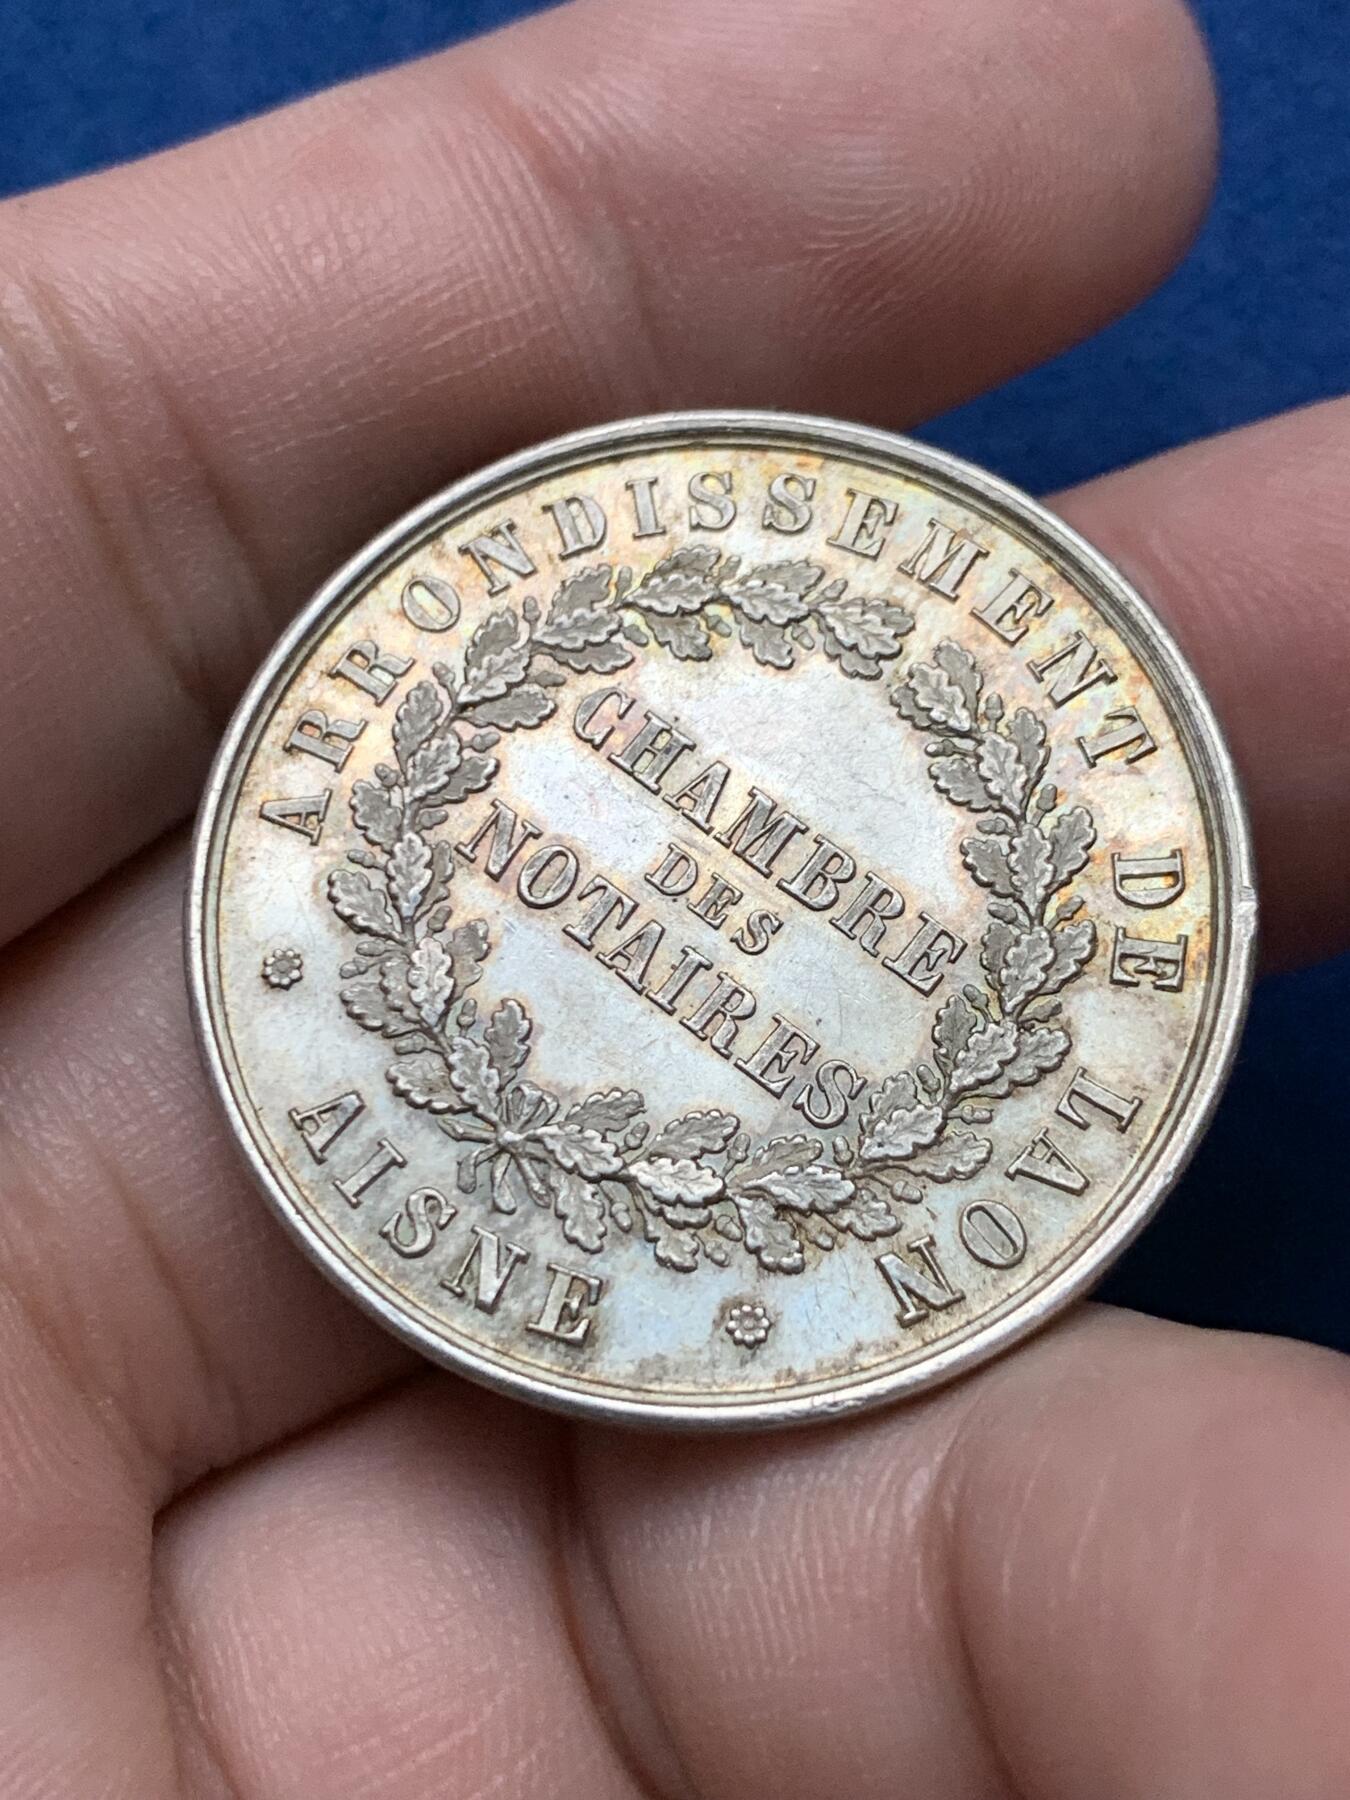 ARRONDISSEMENT DE LAON
CHAMBRE
DES
NOTAIRES
AISNE